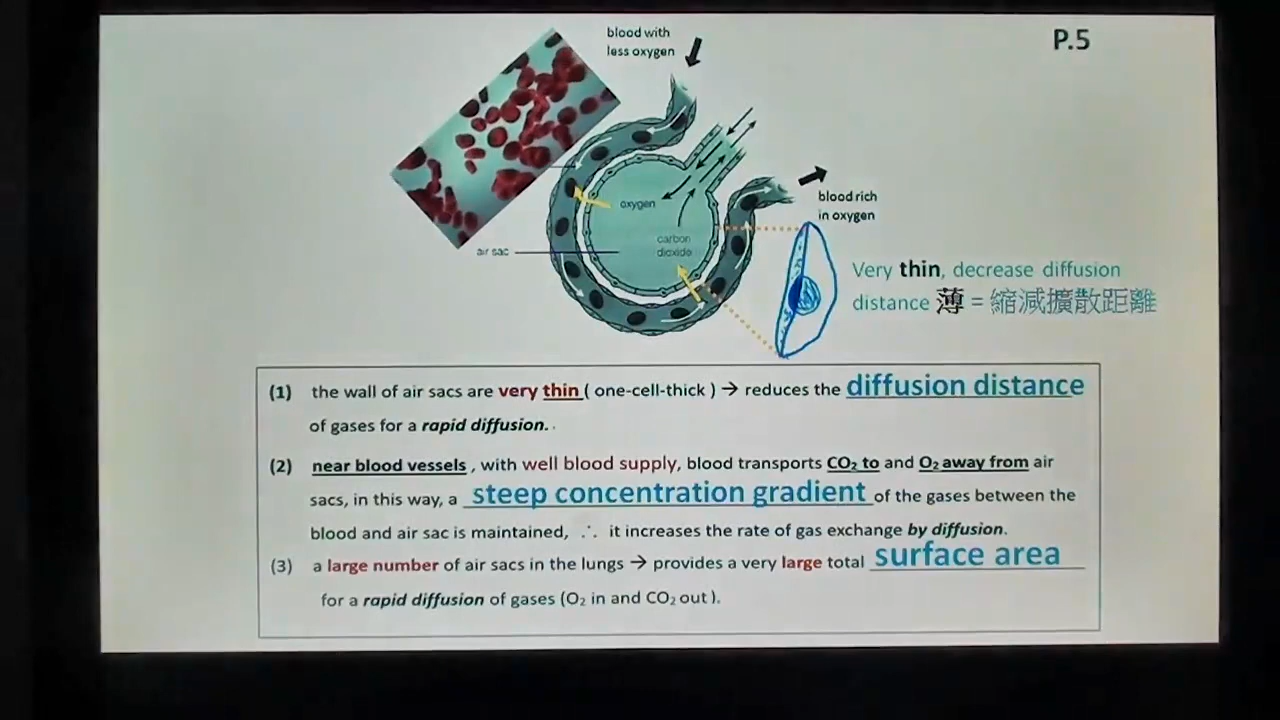 P.5
blood with
less oxygen
oxygen
carbon
dioxide
air sac
blood rich
in oxygen
Very thin, decrease diffusion
distance 薄 = 縮減擴散距離
(1) the wall of air sacs are very thin ( one-cell-thick ) → reduces the diffusion distance
of gases for a rapid diffusion.
(2) near blood vessels , with well blood supply, blood transports CO₂ to and O₂ away from air
sacs, in this way, a steep concentration gradient of the gases between the
blood and air sac is maintained, ∴ it increases the rate of gas exchange by diffusion.
(3) a large number of air sacs in the lungs → provides a very large total surface area
for a rapid diffusion of gases (O₂ in and CO₂ out ).